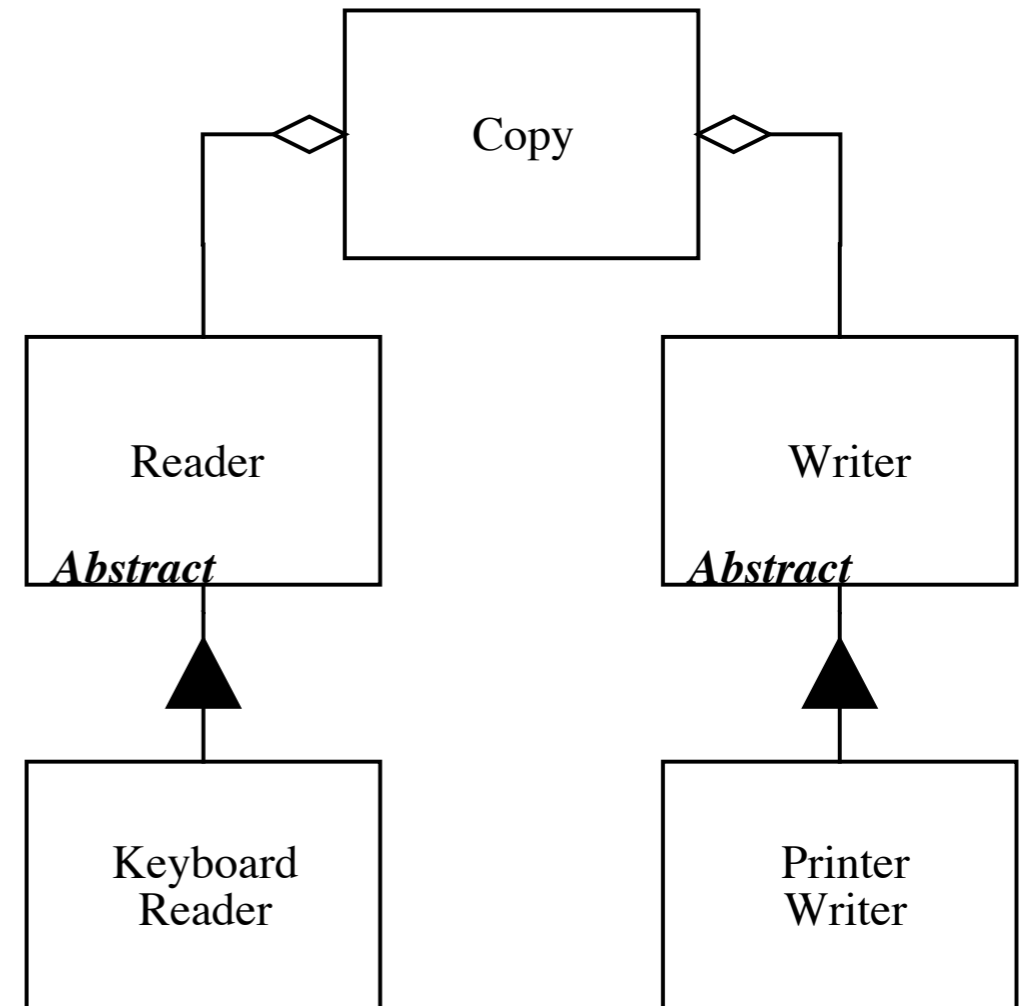 Copy
Reader
Writer
Abstract
Abstract
Keyboard
Reader
Printer
Writer